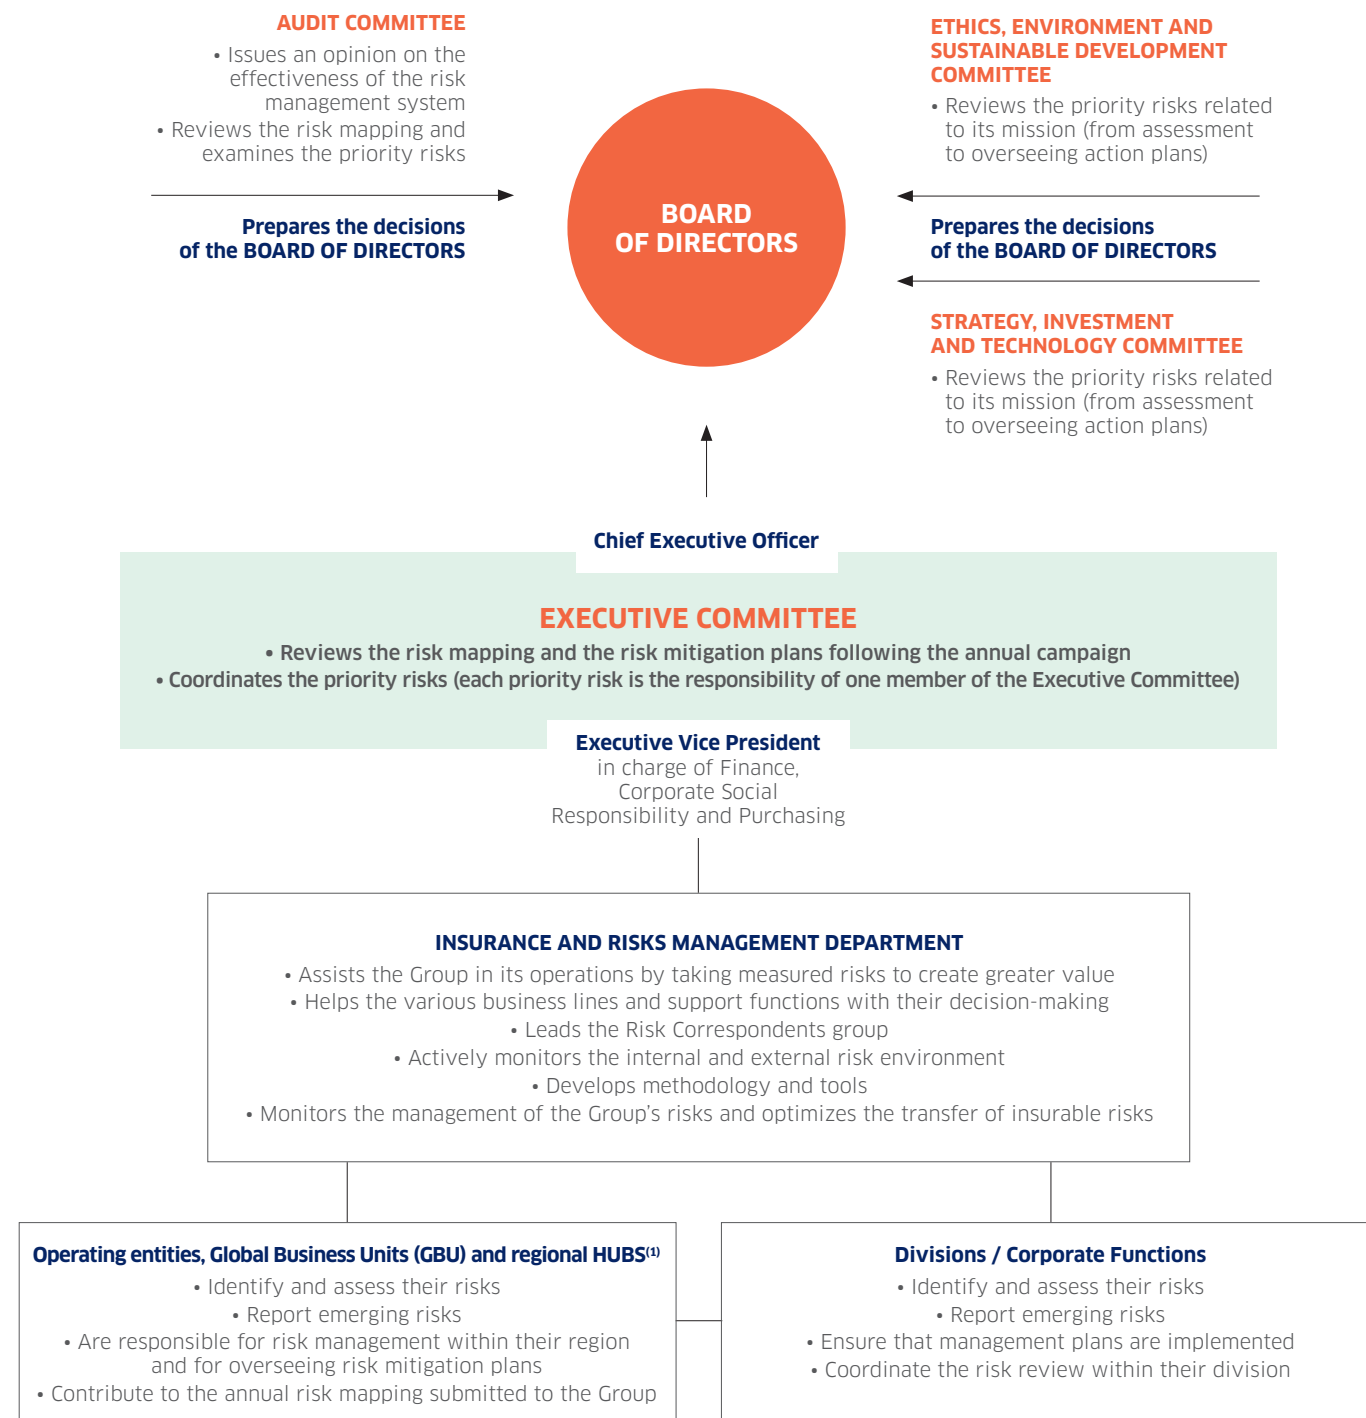 AUDIT COMMITTEE
• Issues an opinion on the
effectiveness of the risk
management system
• Reviews the risk mapping and
examines the priority risks
Prepares the decisions
of the BOARD OF DIRECTORS
BOARD
OF DIRECTORS
ETHICS, ENVIRONMENT AND
SUSTAINABLE DEVELOPMENT
COMMITTEE
• Reviews the priority risks related
to its mission (from assessment
to overseeing action plans)
Prepares the decisions
of the BOARD OF DIRECTORS
STRATEGY, INVESTMENT
AND TECHNOLOGY COMMITTEE
• Reviews the priority risks related
to its mission (from assessment
to overseeing action plans)
Chief Executive Officer
EXECUTIVE COMMITTEE
• Reviews the risk mapping and the risk mitigation plans following the annual campaign
• Coordinates the priority risks (each priority risk is the responsibility of one member of the Executive Committee)
Executive Vice President
in charge of Finance,
Corporate Social
Responsibility and Purchasing
INSURANCE AND RISKS MANAGEMENT DEPARTMENT
• Assists the Group in its operations by taking measured risks to create greater value
• Helps the various business lines and support functions with their decision-making
• Leads the Risk Correspondents group
• Actively monitors the internal and external risk environment
• Develops methodology and tools
• Monitors the management of the Group's risks and optimizes the transfer of insurable risks
Operating entities, Global Business Units (GBU) and regional HUBS(1)
• Identify and assess their risks
• Report emerging risks
• Are responsible for risk management within their region
and for overseeing risk mitigation plans
• Contribute to the annual risk mapping submitted to the Group
Divisions / Corporate Functions
• Identify and assess their risks
• Report emerging risks
• Ensure that management plans are implemented
• Coordinate the risk review within their division